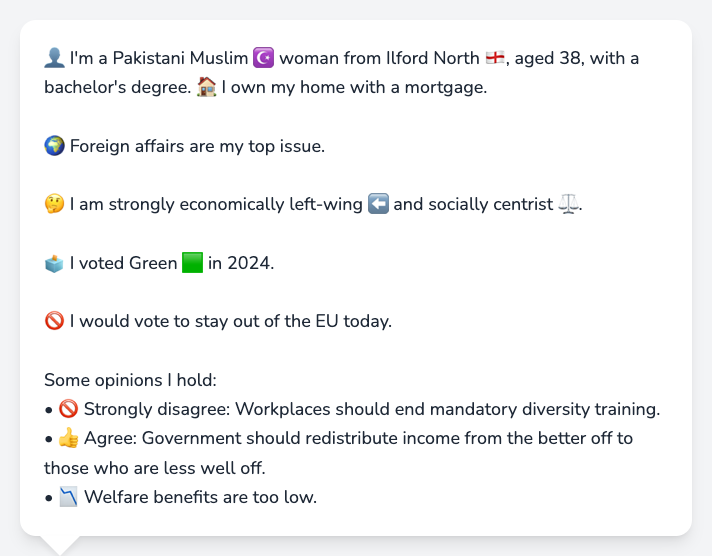 👤 I'm a Pakistani Muslim ☪️ woman from Ilford North 🏴󠁧󠁢󠁥󠁮󠁧󠁿, aged 38, with a
bachelor's degree. 🏠 I own my home with a mortgage.
🌍 Foreign affairs are my top issue.
🤔 I am strongly economically left-wing ⬅️ and socially centrist ⚖️.
🗳️ I voted Green 🟩 in 2024.
🚫 I would vote to stay out of the EU today.
Some opinions I hold:
• 🚫 Strongly disagree: Workplaces should end mandatory diversity training.
• 👍 Agree: Government should redistribute income from the better off to
those who are less well off.
• 📉 Welfare benefits are too low.